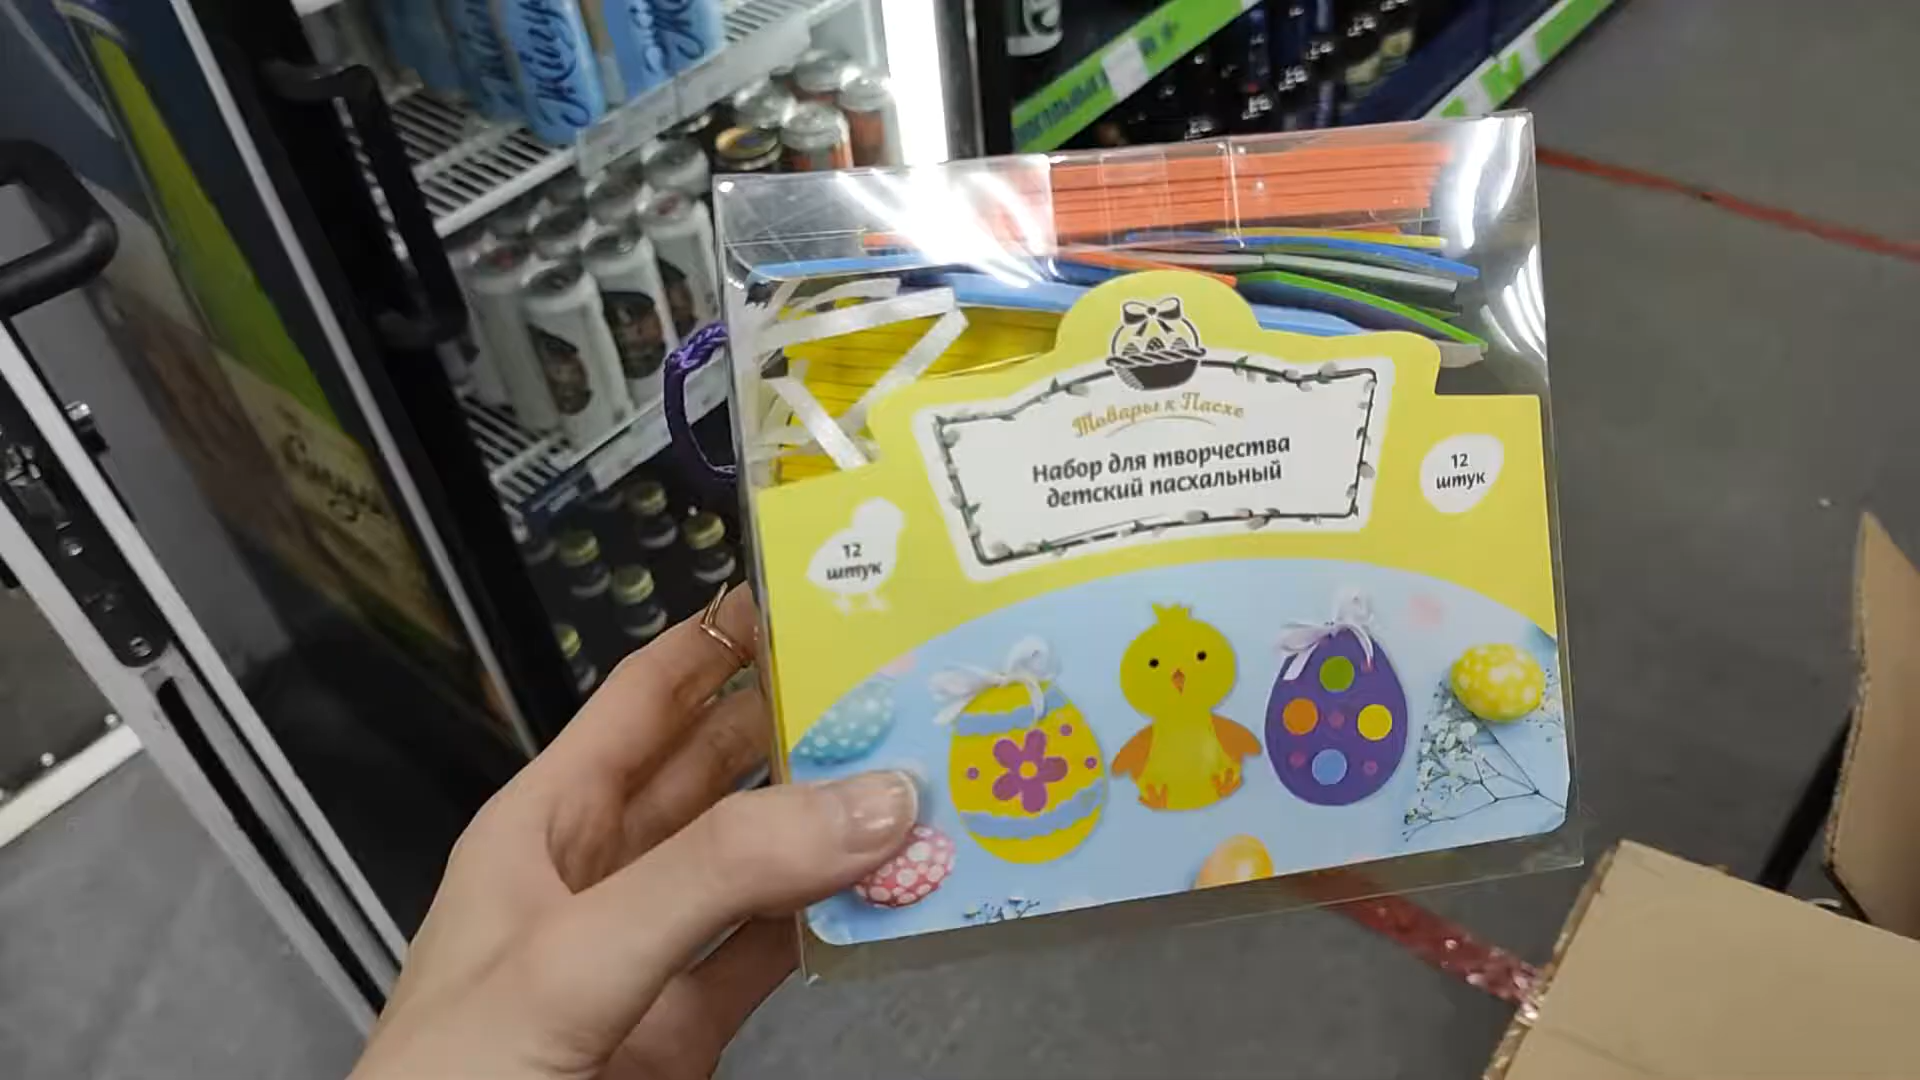 Товары к Пасхе
Набор для творчества
детский пасхальный
12
штук
12
штук